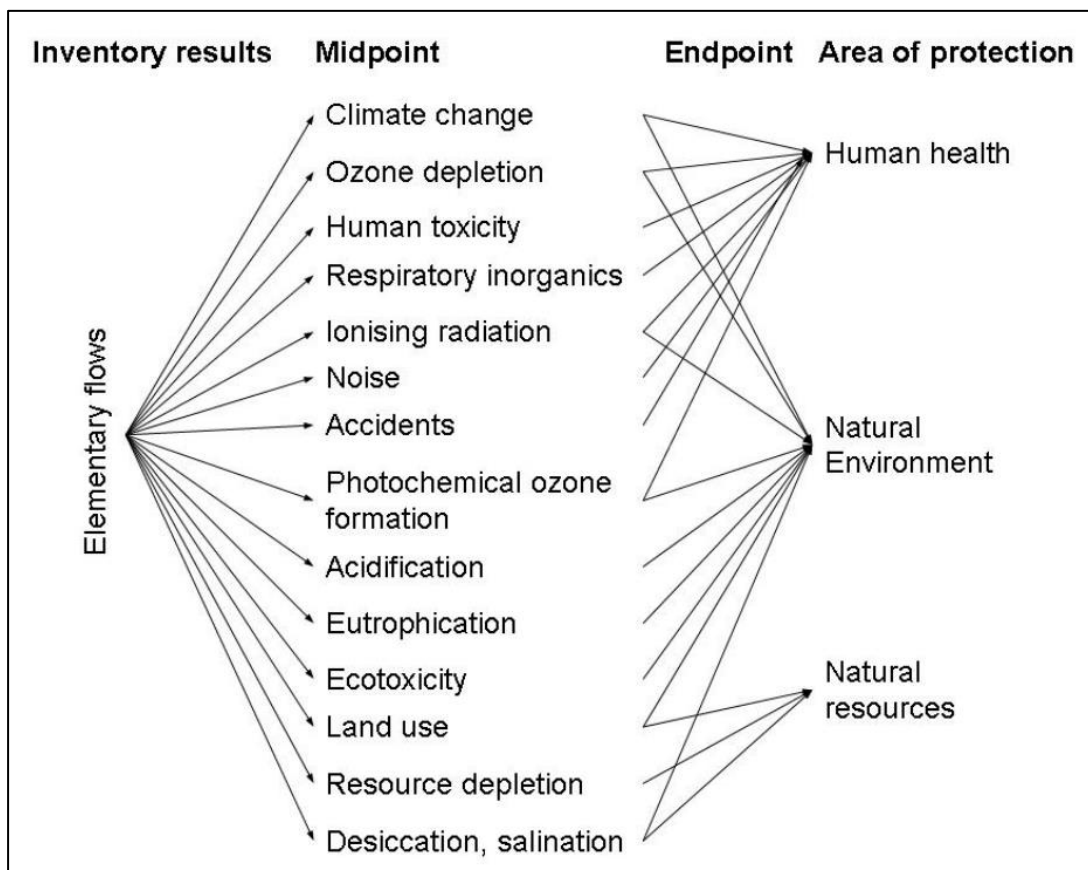 Inventory results Midpoint Endpoint Area of protection
Climate change
Human health
Ozone depletion
Human toxicity
Respiratory inorganics
Ionising radiation
Noise
Elementary flows
Accidents
Natural
Environment
Photochemical ozone
formation
Acidification
Eutrophication
Ecotoxicity
Natural
resources
Land use
Resource depletion
Desiccation, salination